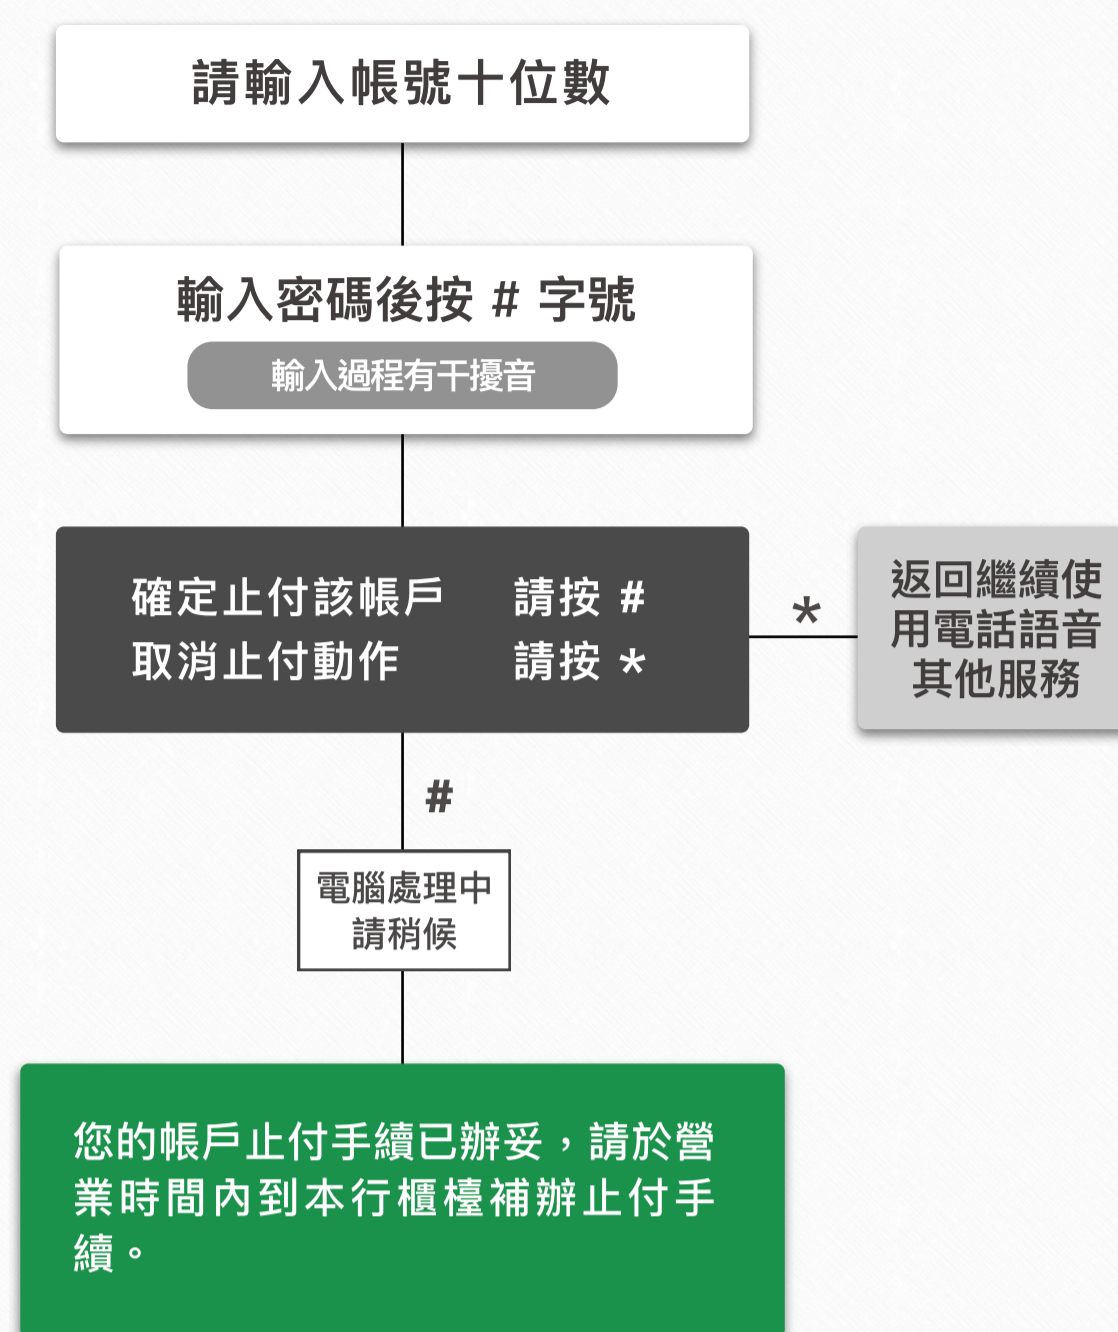 請輸入帳號十位數
輸入密碼後按 # 字號
輸入過程有干擾音
確定止付該帳戶 請按 #
取消止付動作 請按 *
*
返回繼續使
用電話語音
其他服務
#
電腦處理中
請稍候
您的帳戶止付手續已辦妥，請於營
業時間內到本行櫃檯補辦止付手
續。